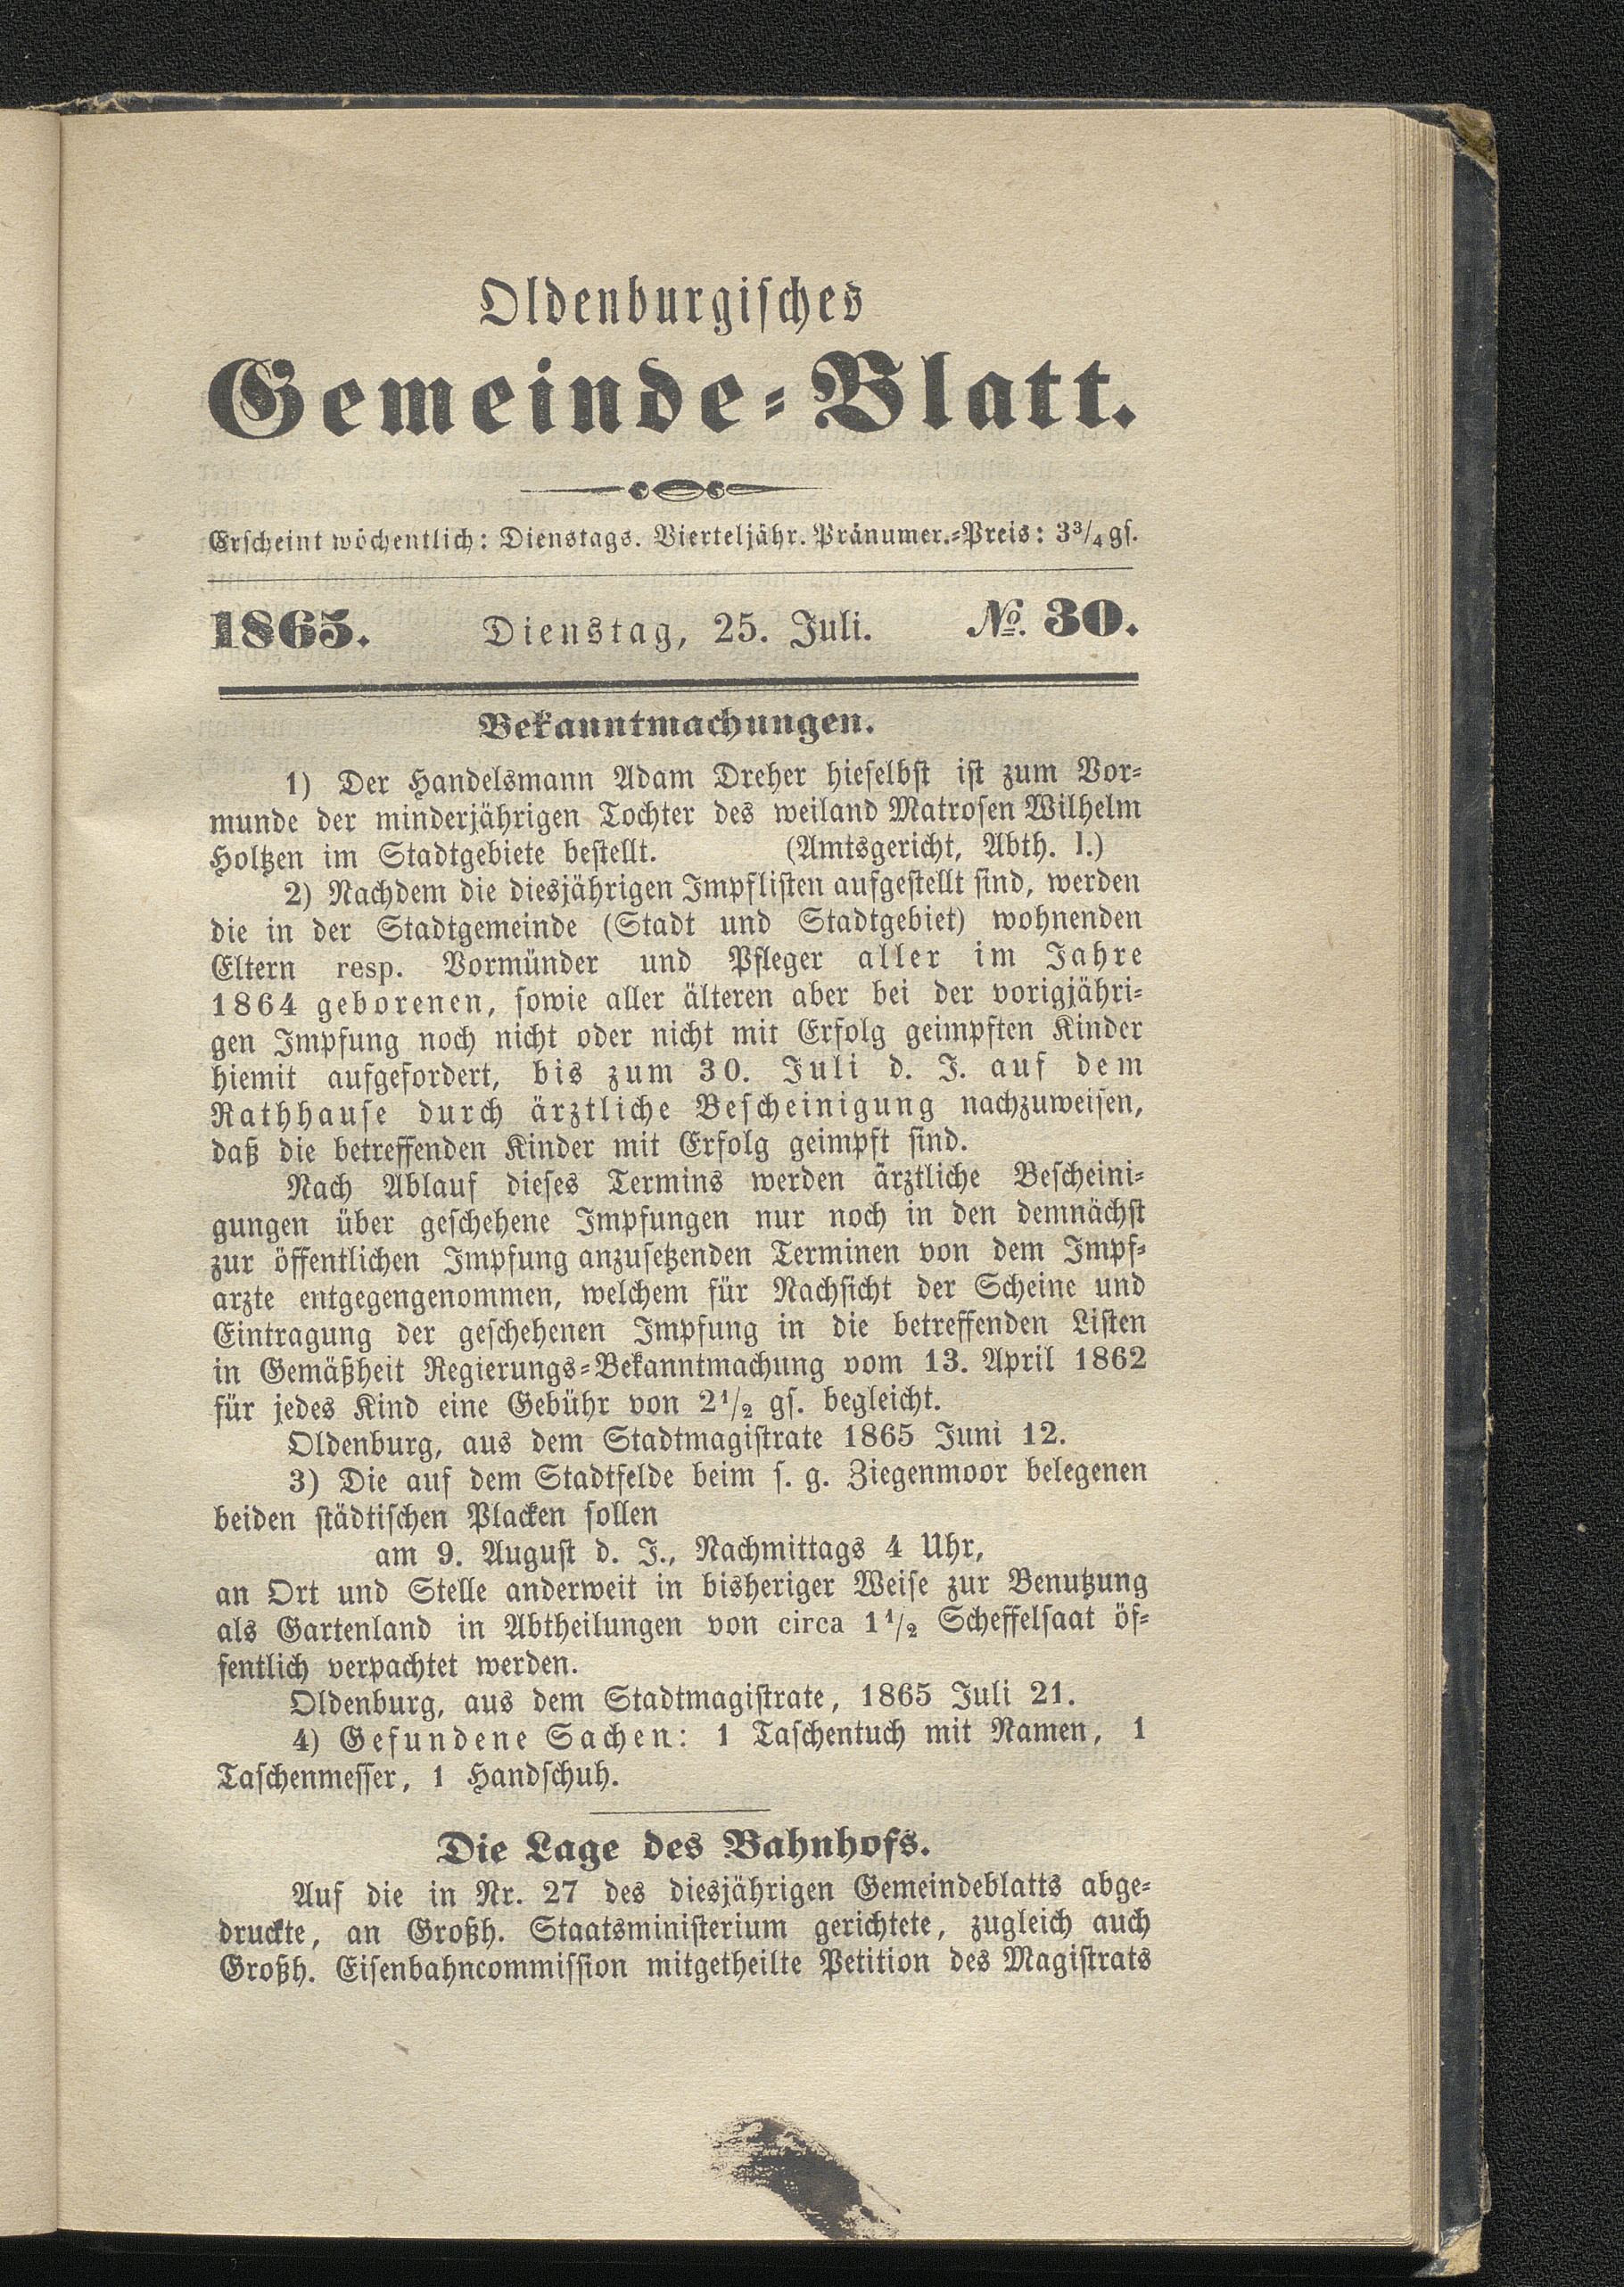 Oldenburgisches
Gemeinde-Blatt.
Erscheint wöchentlich: Dienstags. Vierteljähr. Pränumer.-Preis: 3¾ gs.
1865. Dienstag, 25. Juli. № 30.
Bekanntmachungen.
1) Der Handelsmann Adam Dreher hieselbst ist zum Vor-
munde der minderjährigen Tochter des weiland Matrosen Wilhelm
Holtzen im Stadtgebiete bestellt. (Amtsgericht, Abth. I.)
2) Nachdem die diesjährigen Impflisten aufgestellt sind, werden
die in der Stadtgemeinde (Stadt und Stadtgebiet) wohnenden
Eltern resp. Vormünder und Pfleger aller im Jahre
1864 geborenen, sowie aller älteren aber bei der vorigjähri-
gen Impfung noch nicht oder nicht mit Erfolg geimpften Kinder
hiemit aufgefordert, bis zum 30. Juli d. J. auf dem
Rathhause durch ärztliche Bescheinigung nachzuweisen,
daß die betreffenden Kinder mit Erfolg geimpft sind.
Nach Ablauf dieses Termins werden ärztliche Bescheini-
gungen über geschehene Impfungen nur noch in den demnächst
zur öffentlichen Impfung anzusetzenden Terminen von dem Impf-
arzte entgegengenommen, welchem für Nachsicht der Scheine und
Eintragung der geschehenen Impfung in die betreffenden Listen
in Gemäßheit Regierungs-Bekanntmachung vom 13. April 1862
für jedes Kind eine Gebühr von 2½ gs. begleicht.
Oldenburg, aus dem Stadtmagistrate 1865 Juni 12.
3) Die auf dem Stadtfelde beim s. g. Ziegenmoor belegenen
beiden städtischen Placken sollen
am 9. August d. J., Nachmittags 4 Uhr,
an Ort und Stelle anderweit in bisheriger Weise zur Benutzung
als Gartenland in Abtheilungen von circa 1½ Scheffelsaat öf-
fentlich verpachtet werden.
Oldenburg, aus dem Stadtmagistrate, 1865 Juli 21.
4) Gefundene Sachen: 1 Taschentuch mit Namen, 1
Taschenmesser, 1 Handschuh.
Die Lage des Bahnhofs.
Auf die in Nr. 27 des diesjährigen Gemeindeblatts abge-
druckte, an Großh. Staatsministerium gerichtete, zugleich auch
Großh. Eisenbahncommission mitgetheilte Petition des Magistrats